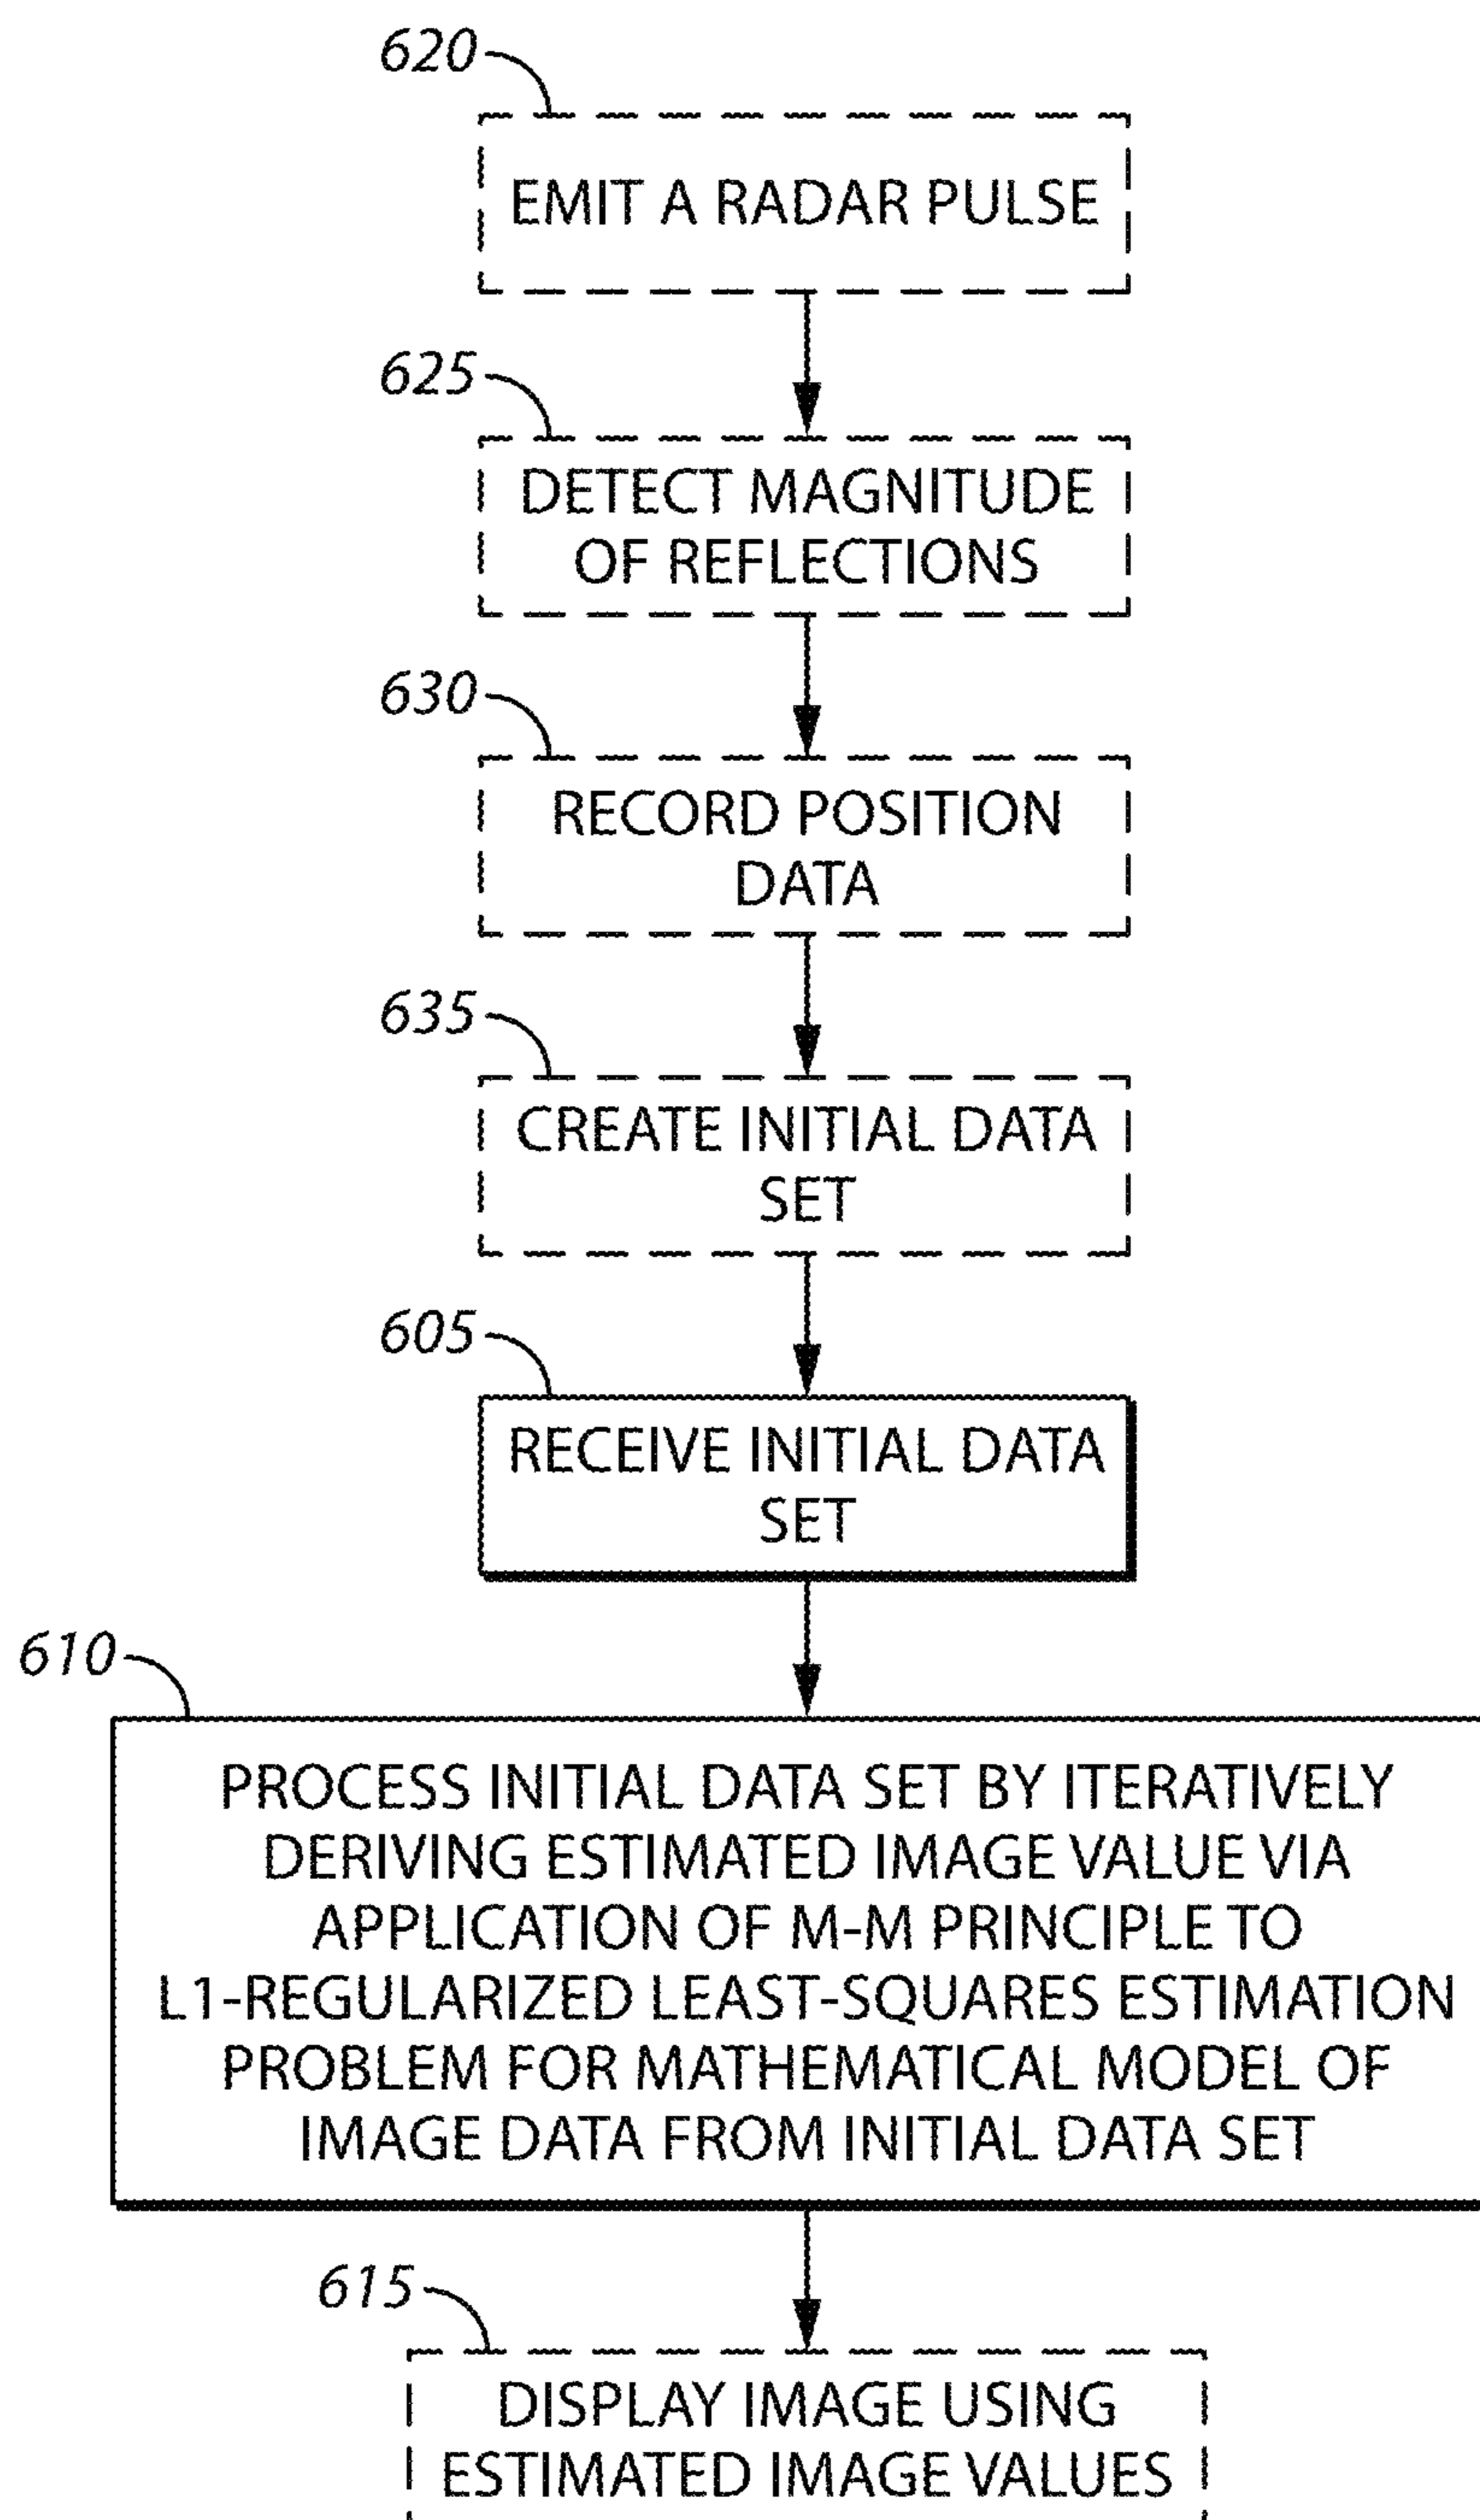 620
EMIT A RADAR PULSE
625
DETECT MAGNITUDE
OF REFLECTIONS
630
RECORD POSITION
DATA
635
CREATE INITIAL DATA
SET
605
RECEIVE INITIAL DATA
SET
610
PROCESS INITIAL DATA SET BY ITERATIVELY
DERIVING ESTIMATED IMAGE VALUE VIA
APPLICATION OF M-M PRINCIPLE TO
L1-REGULARIZED LEAST-SQUARES ESTIMATION
PROBLEM FOR MATHEMATICAL MODEL OF
IMAGE DATA FROM INITIAL DATA SET
615
DISPLAY IMAGE USING
ESTIMATED IMAGE VALUES